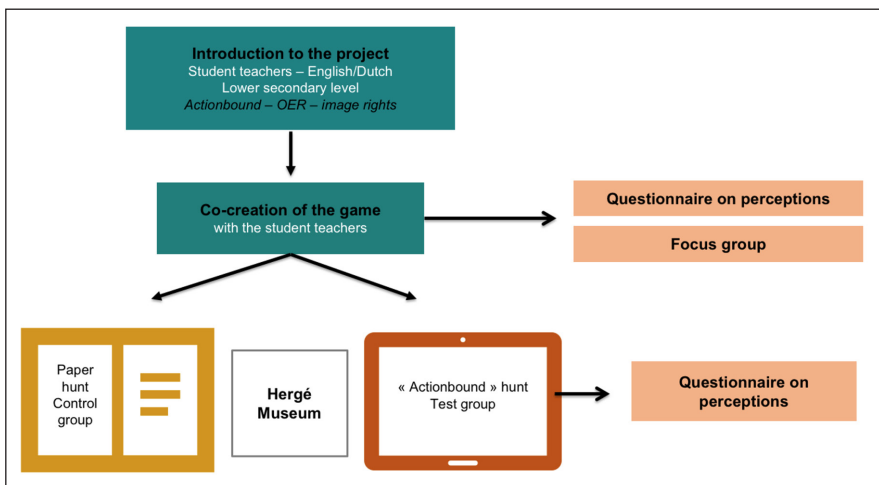 Introduction to the project
Student teachers – English/Dutch
Lower secondary level
Actionbound – OER – image rights
Co-creation of the game
with the student teachers
Questionnaire on perceptions
Focus group
Paper
hunt
Control
group
Hergé
Museum
« Actionbound » hunt
Test group
Questionnaire on
perceptions